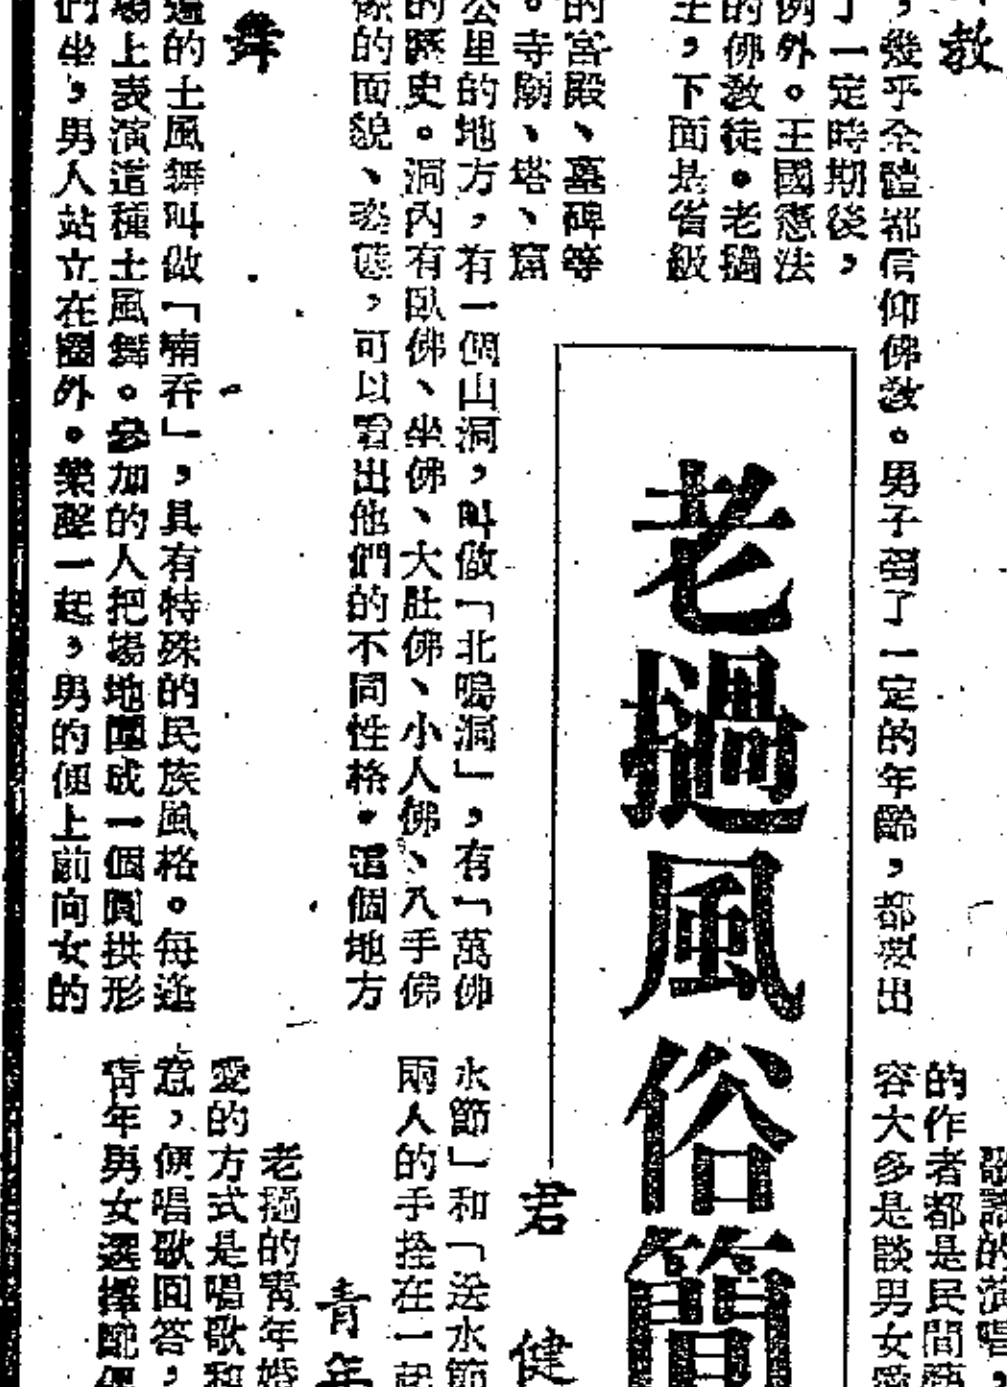 教
，幾乎全體都信仰佛教。男子到了一定的年齡，都要出
了一定時期後，
例外。王國憲法
的佛教徒。老撾
主，下面是省級
老撾風俗簡
君健
的宮殿、墓碑等
。寺廟、塔、窟
公里的地方，有一個山洞，叫做「北鳴洞」，有「萬佛
的歷史。洞內有臥佛、坐佛、大肚佛、小人佛、八手佛
像的面貌、姿態，可以看出他們的不同性格。這個地方
舞
遍的土風舞叫做「喃吞」，具有特殊的民族風格。每逢
場上表演這種土風舞。參加的人把場地圍成一個圓拱形
們坐，男人站立在圈外。樂聲一起，男的便上前向女的
歌謠的演唱，
的作者都是民間
容大多是談男女愛
水節」和「送水節
兩人的手拴在一起
青年
老撾的青年婚
愛的方式是唱歌和
意，便唱歌回答，
青年男女選擇配偶